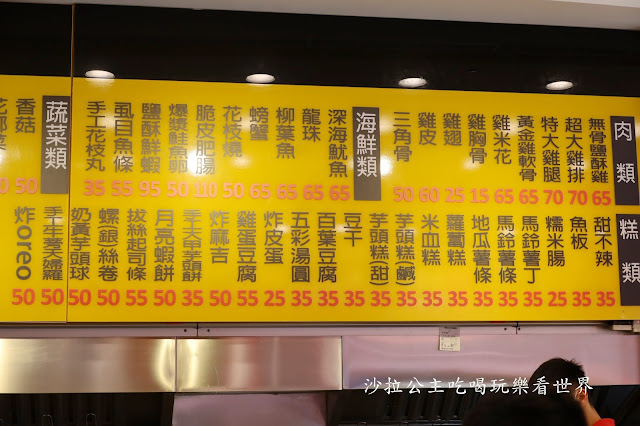 肉類
無骨鹽酥雞 65
超大雞排 70
特大雞腿 70
黃金雞軟骨 65
雞米花 65
雞胸骨 15
雞翅 25
雞皮 60
三角骨 50
海鮮類
深海魷魚 65
龍珠 65
柳葉魚 65
螃蟹 65
花枝燒 50
脆皮肥腸 110
爆漿鮭卵 50
鹽酥鮮蝦 95
虱目魚條 55
手工花枝丸 35
蔬菜類
香菇 50
花椰菜 50
糕類
甜不辣 35
魚板 35
糯米腸 25
馬鈴薯丁 35
馬鈴薯條 35
地瓜薯條 35
蘿蔔糕 35
米血糕 35
芋頭糕(鹹) 35
芋頭糕(甜) 35
豆干 35
百葉豆腐 35
五彩湯圓 35
炸皮蛋 25
雞蛋豆腐 55
炸麻吉 50
手工大甲芋頭餅 35
月亮蝦餅 50
拔絲起司條 55
螺(銀)絲卷 50
奶黃芋頭球 50
手工牛蒡天婦羅 50
炸oreo 50
沙拉公主吃喝玩樂看世界